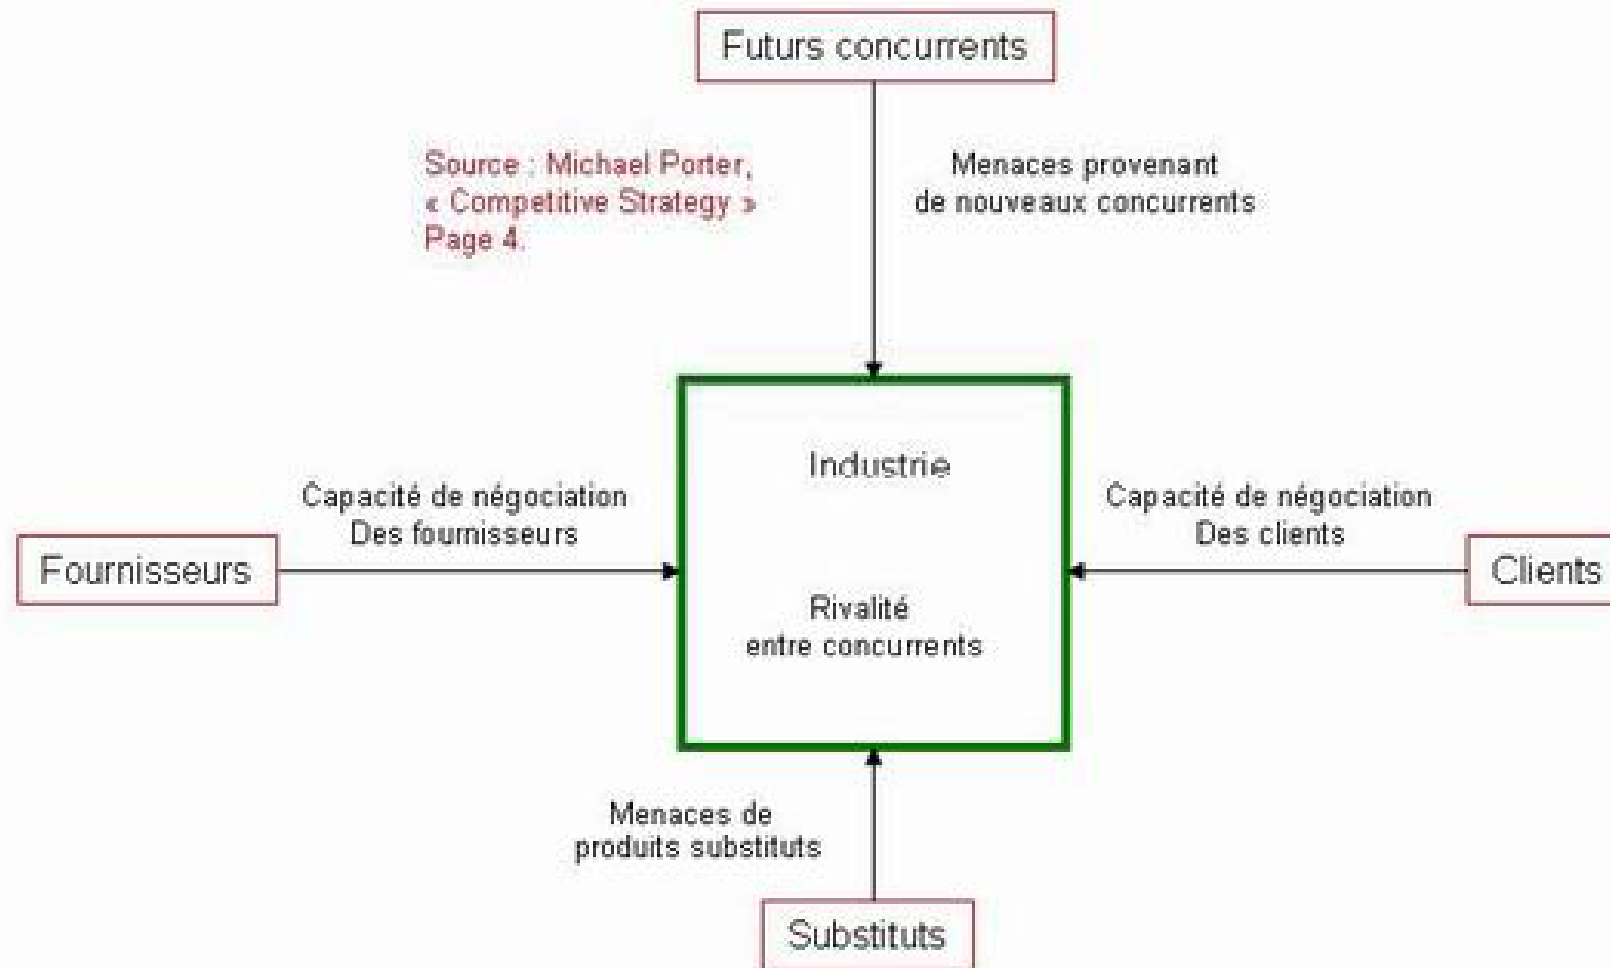 Futurs concurrents
Source : Michael Porter,
« Competitive Strategy »
Page 4.
Menaces provenant
de nouveaux concurrents
Industrie
Capacité de négociation
Des fournisseurs
Capacité de négociation
Des clients
Fournisseurs
Clients
Rivalité
entre concurrents
Menaces de
produits substituts
Substituts